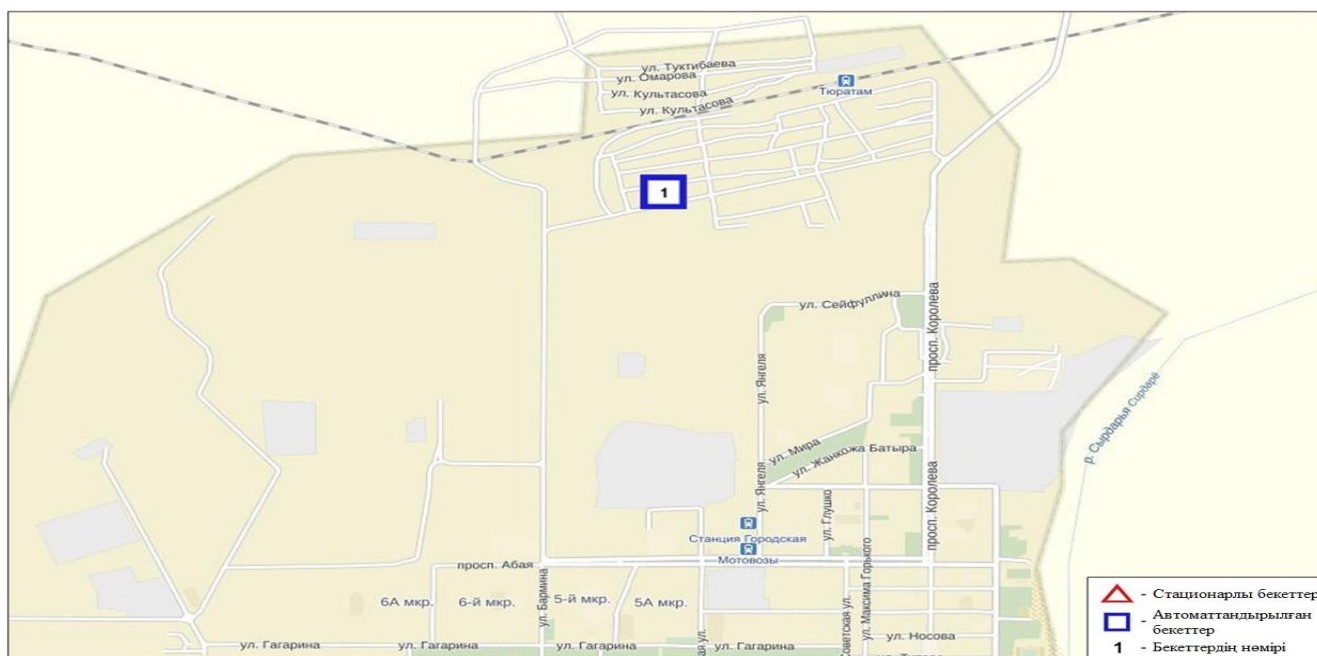 ул. Туктибаева
ул. Омарова
ул. Культасова
ул. Культасова
Тюратам
1
ул. Сейфуллина
просп. Королева
ул. Янгеля
р. Сырдарья Сирдарё
ул. Мира
ул. Жанкожа Батыра
ул. Янгеля
просп. Королева
ул. Глушко
Станция Городская
Мотовозы
ул. Максима Горького
просп. Абая
ул. Бармина
6А мкр.
6-й мкр.
5-й мкр.
5А мкр.
Советская ул.
ул. Носова
ул. Гагарина
ул. Гагарина
ул. Гагарина
- Стационарлы бекеттер
- Автоматтандырылған
бекеттер
1 - Бекеттердің нөмірі